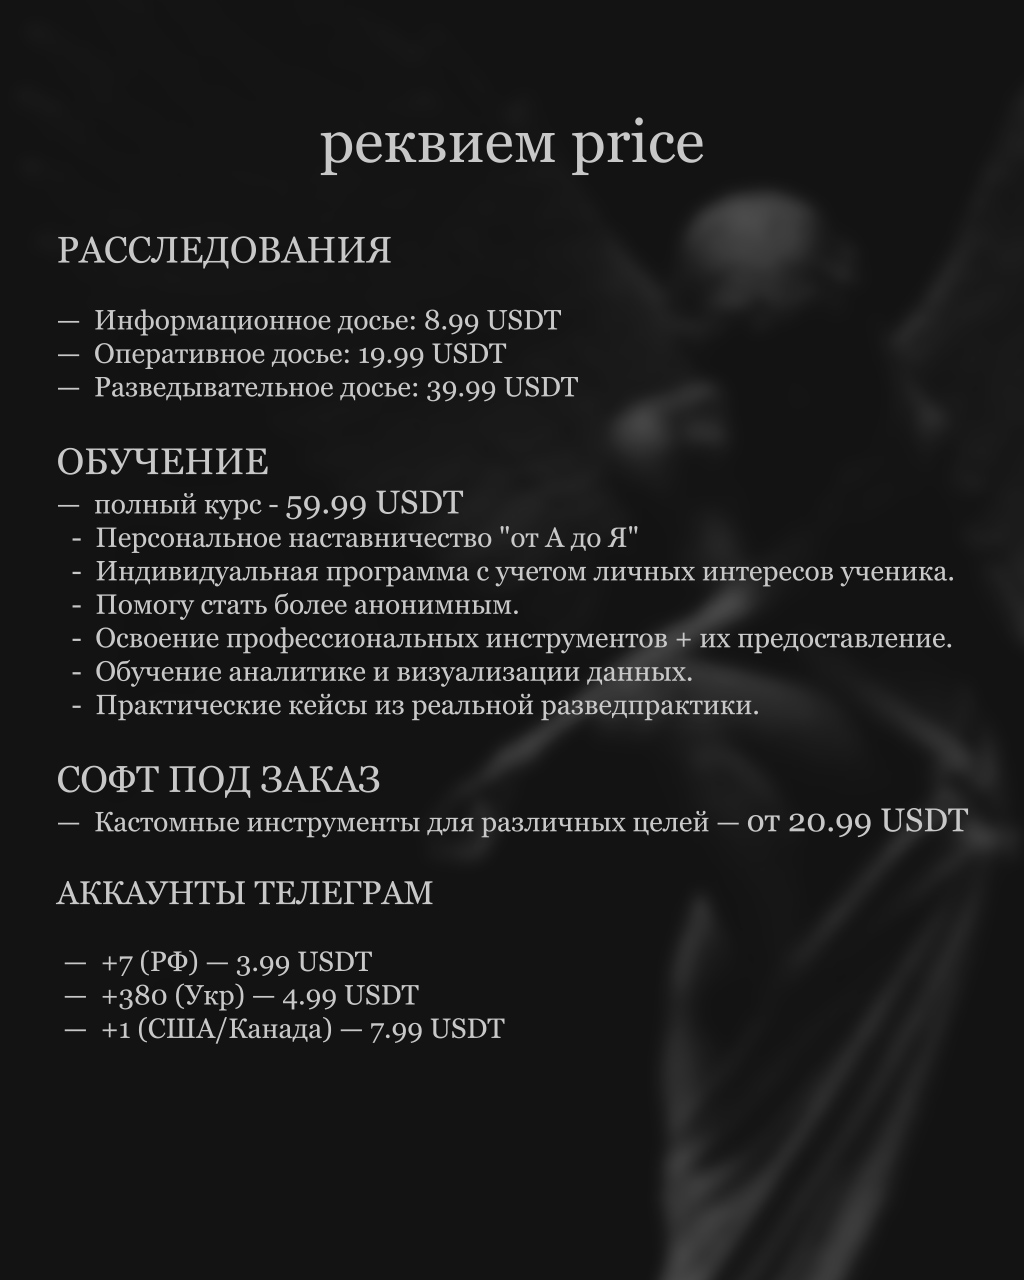 реквием price
РАССЛЕДОВАНИЯ
— Информационное досье: 8.99 USDT
— Оперативное досье: 19.99 USDT
— Разведывательное досье: 39.99 USDT
ОБУЧЕНИЕ
— полный курс - 59.99 USDT
- Персональное наставничество "от А до Я"
- Индивидуальная программа с учетом личных интересов ученика.
- Помогу стать более анонимным.
- Освоение профессиональных инструментов + их предоставление.
- Обучение аналитике и визуализации данных.
- Практические кейсы из реальной разведпрактики.
СОФТ ПОД ЗАКАЗ
— Кастомные инструменты для различных целей — от 20.99 USDT
АККАУНТЫ ТЕЛЕГРАМ
— +7 (РФ) — 3.99 USDT
— +380 (Укр) — 4.99 USDT
— +1 (США/Канада) — 7.99 USDT